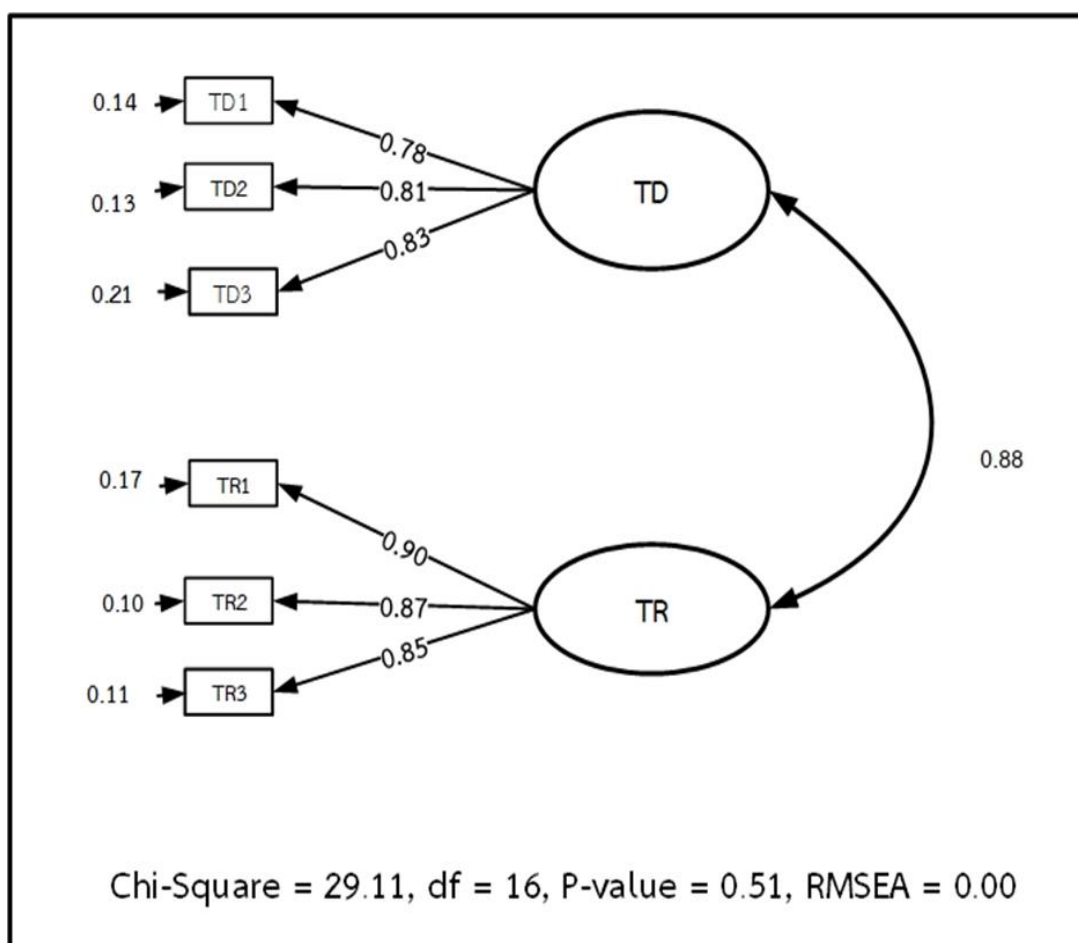 0.14 TD1
0.78
0.13 TD2 0.81 TD
0.83
0.21 TD3
0.88
0.17 TR1
0.90
0.10 TR2 0.87 TR
0.85
0.11 TR3
Chi-Square = 29.11, df = 16, P-value = 0.51, RMSEA = 0.00